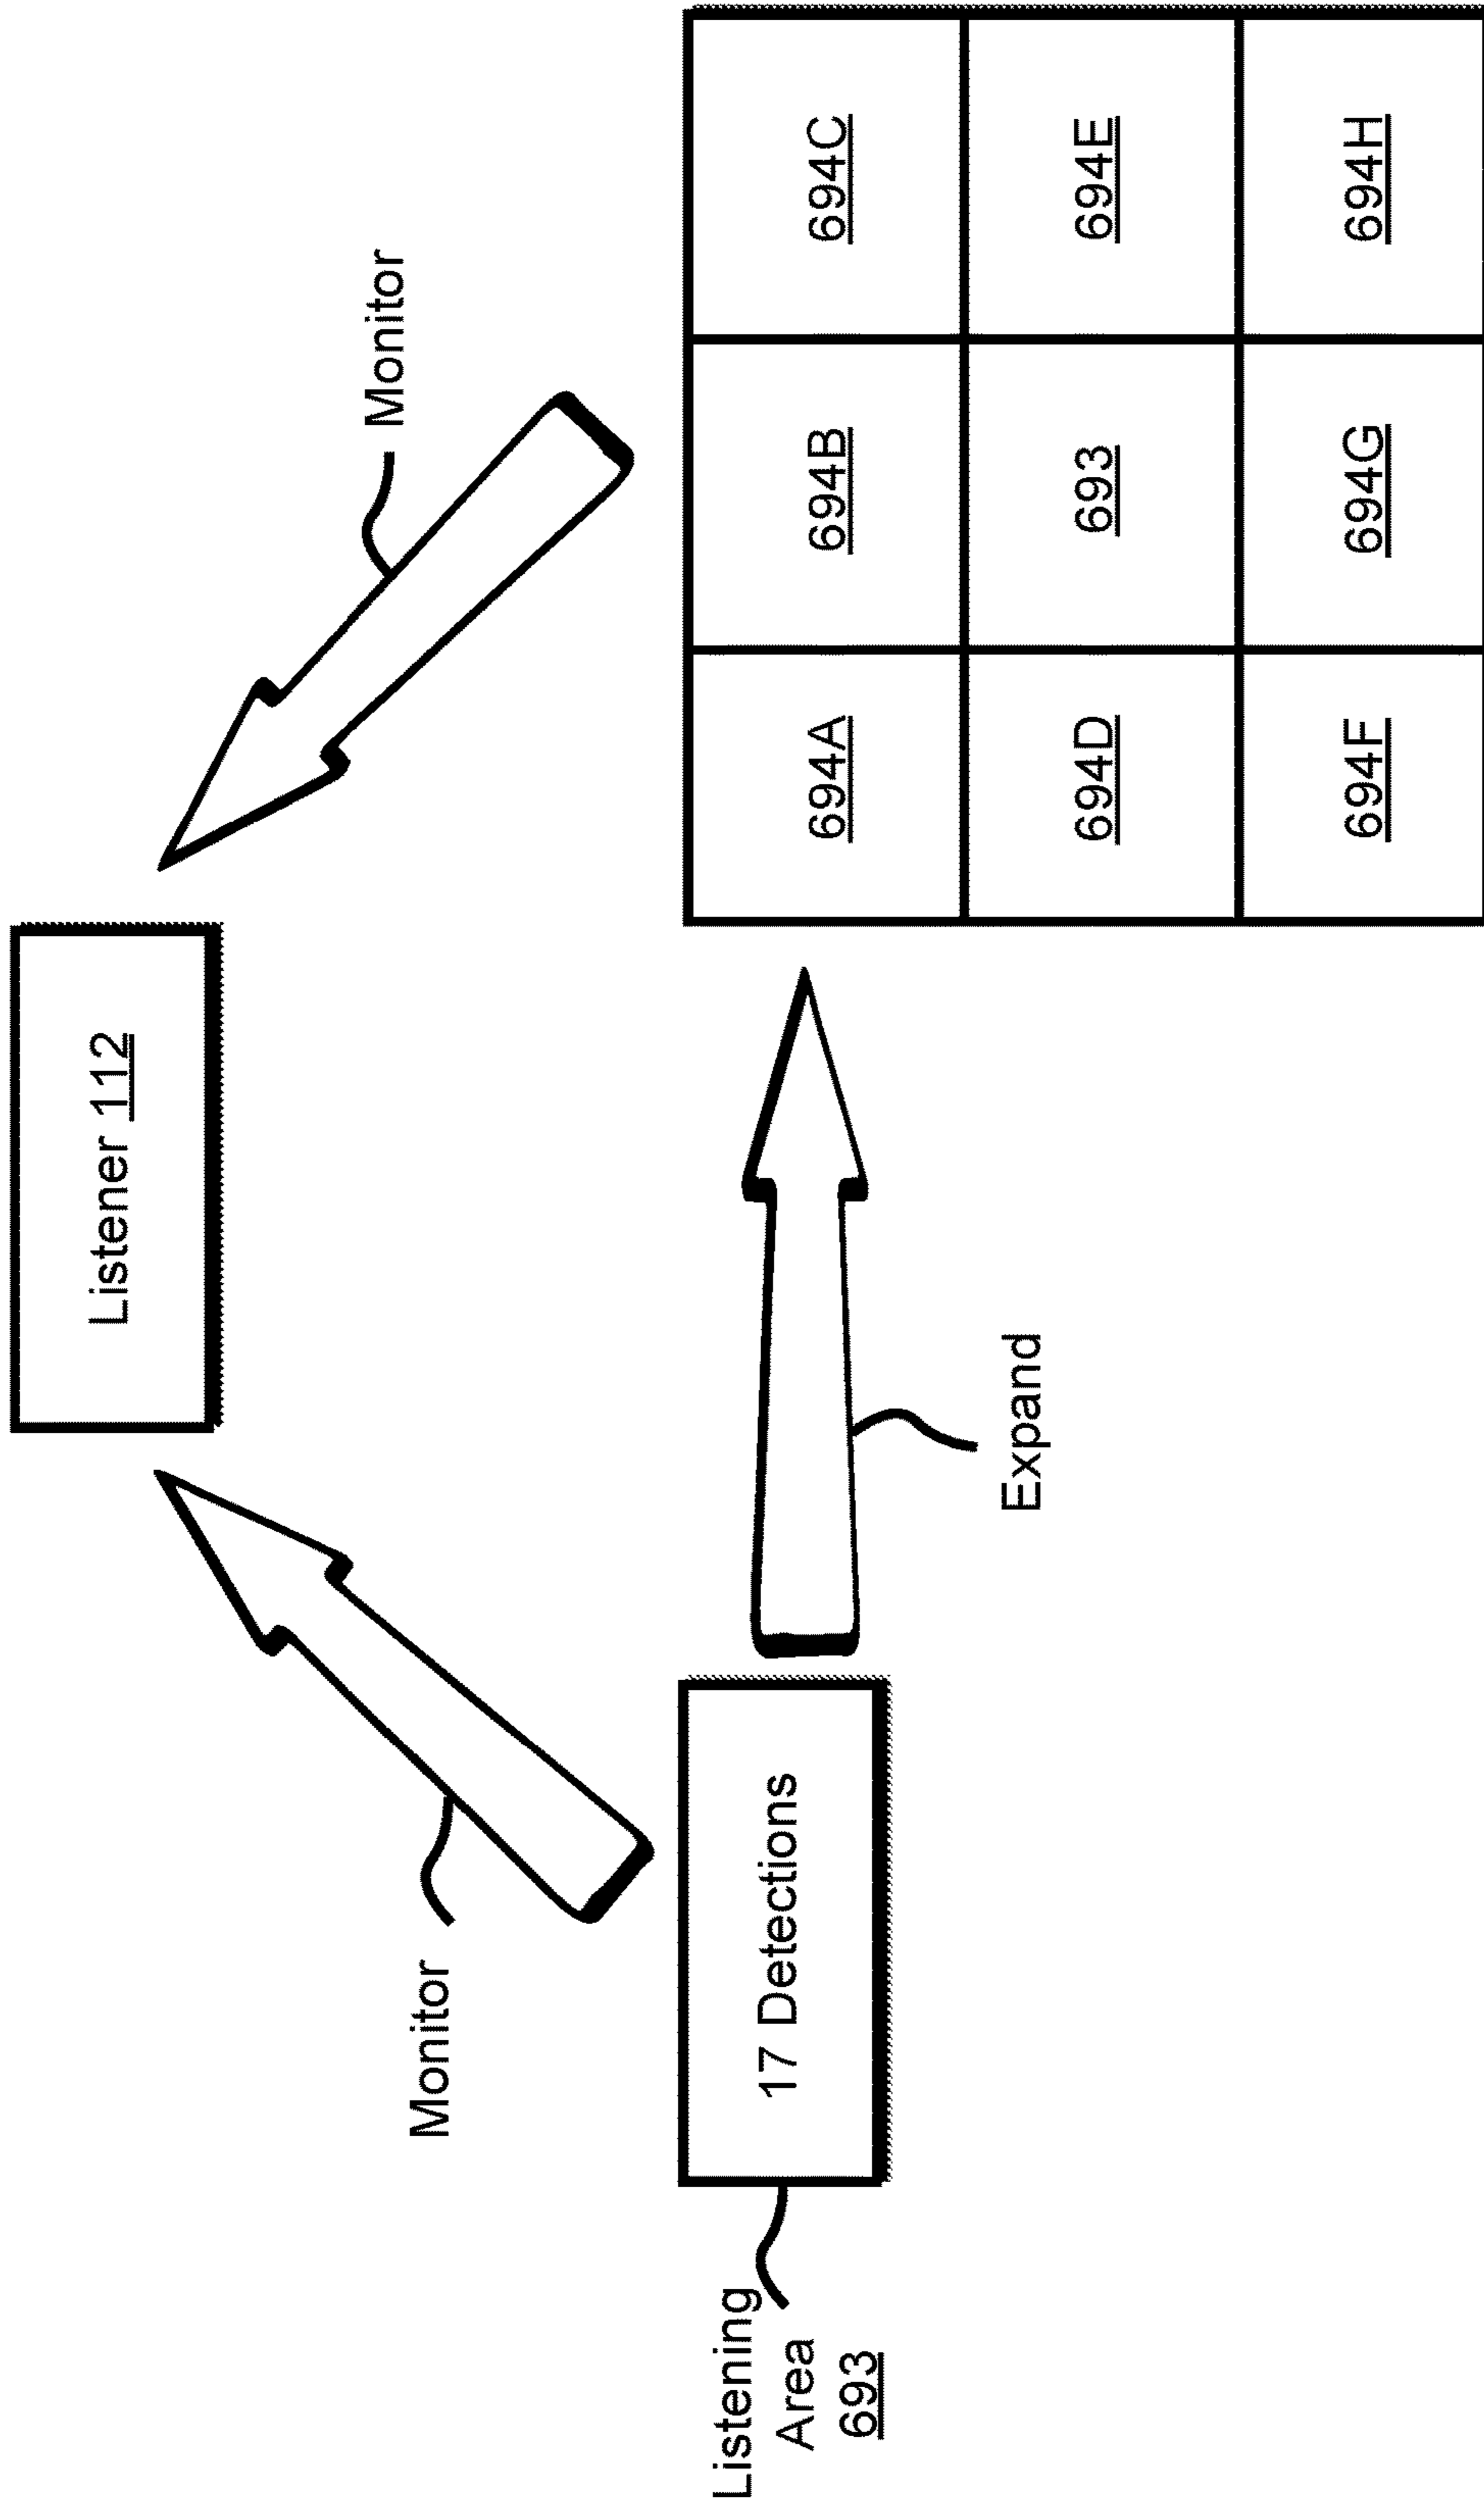 Listener 112
Monitor
Monitor
Listening
Area
693
17 Detections
Expand
694A
694B
694C
694D
693
694E
694F
694G
694H